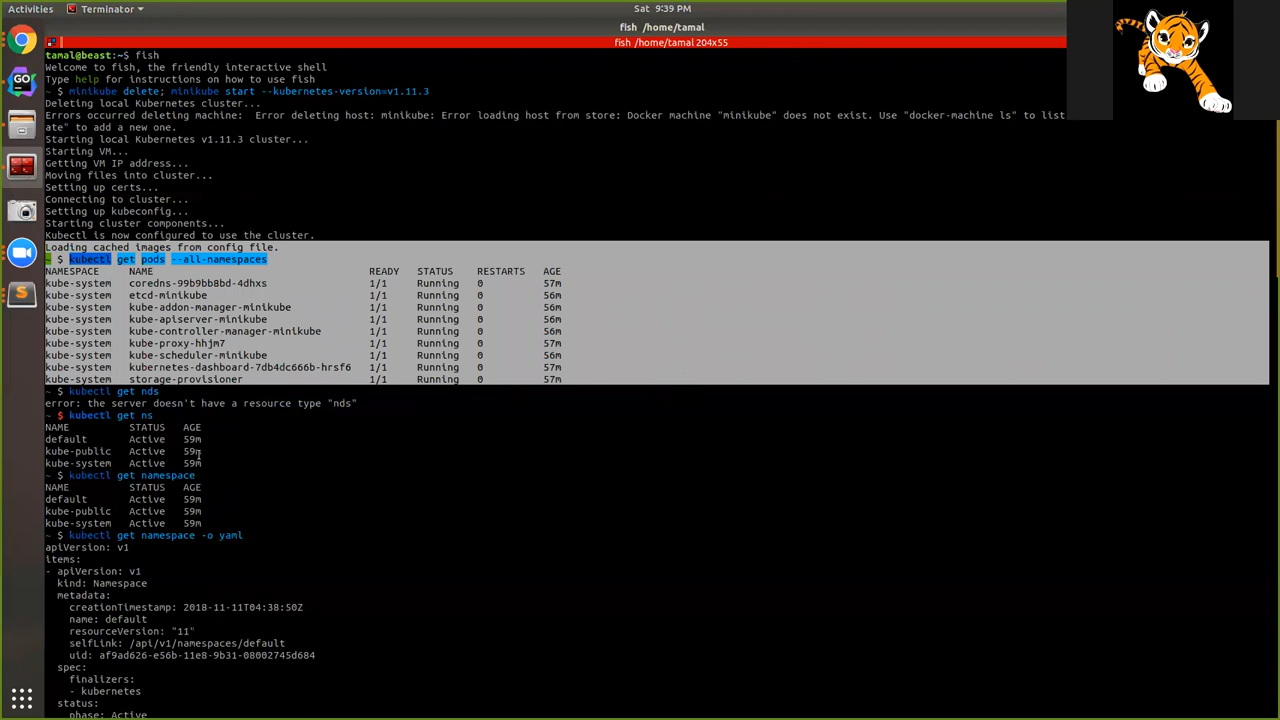 Activities
Terminator
Sat 9:39 PM
fish /home/tamal
fish /home/tamal 204x55
tamal@beast:~$ fish
Welcome to fish, the friendly interactive shell
Type help for instructions on how to use fish
~ $ minikube delete; minikube start --kubernetes-version=v1.11.3
Deleting local Kubernetes cluster...
Errors occurred deleting machine:  Error deleting host: minikube: Error loading host from store: Docker machine "minikube" does not exist. Use "docker-machine ls" to list
ate" to add a new one.
Starting local Kubernetes v1.11.3 cluster...
Starting VM...
Getting VM IP address...
Moving files into cluster...
Setting up certs...
Connecting to cluster...
Setting up kubeconfig...
Starting cluster components...
Kubectl is now configured to use the cluster.
Loading cached images from config file.
~ $ kubectl get pods --all-namespaces
NAMESPACE   NAME   READY   STATUS   RESTARTS   AGE
kube-system   coredns-99b9bb8bd-4dhxs   1/1   Running   0   57m
kube-system   etcd-minikube   1/1   Running   0   56m
kube-system   kube-addon-manager-minikube   1/1   Running   0   56m
kube-system   kube-apiserver-minikube   1/1   Running   0   56m
kube-system   kube-controller-manager-minikube   1/1   Running   0   56m
kube-system   kube-proxy-hhjm7   1/1   Running   0   57m
kube-system   kube-scheduler-minikube   1/1   Running   0   56m
kube-system   kubernetes-dashboard-7db4dc666b-hrsf6   1/1   Running   0   57m
kube-system   storage-provisioner   1/1   Running   0   57m
~ $ kubectl get nds
error: the server doesn't have a resource type "nds"
~ $ kubectl get ns
NAME   STATUS   AGE
default   Active   59m
kube-public   Active   59m
kube-system   Active   59m
~ $ kubectl get namespace
NAME   STATUS   AGE
default   Active   59m
kube-public   Active   59m
kube-system   Active   59m
~ $ kubectl get namespace -o yaml
apiVersion: v1
items:
- apiVersion: v1
  kind: Namespace
  metadata:
    creationTimestamp: 2018-11-11T04:38:50Z
    name: default
    resourceVersion: "11"
    selfLink: /api/v1/namespaces/default
    uid: af9ad626-e56b-11e8-9b31-08002745d684
  spec:
    finalizers:
    - kubernetes
  status:
    phase: Active